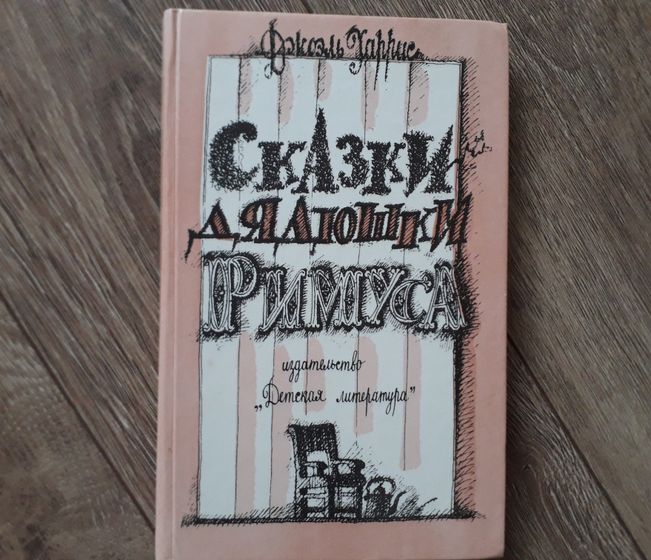 Джоэль Харрис
Сказки
дядюшки
Римуса
издательство
„Детская литература"